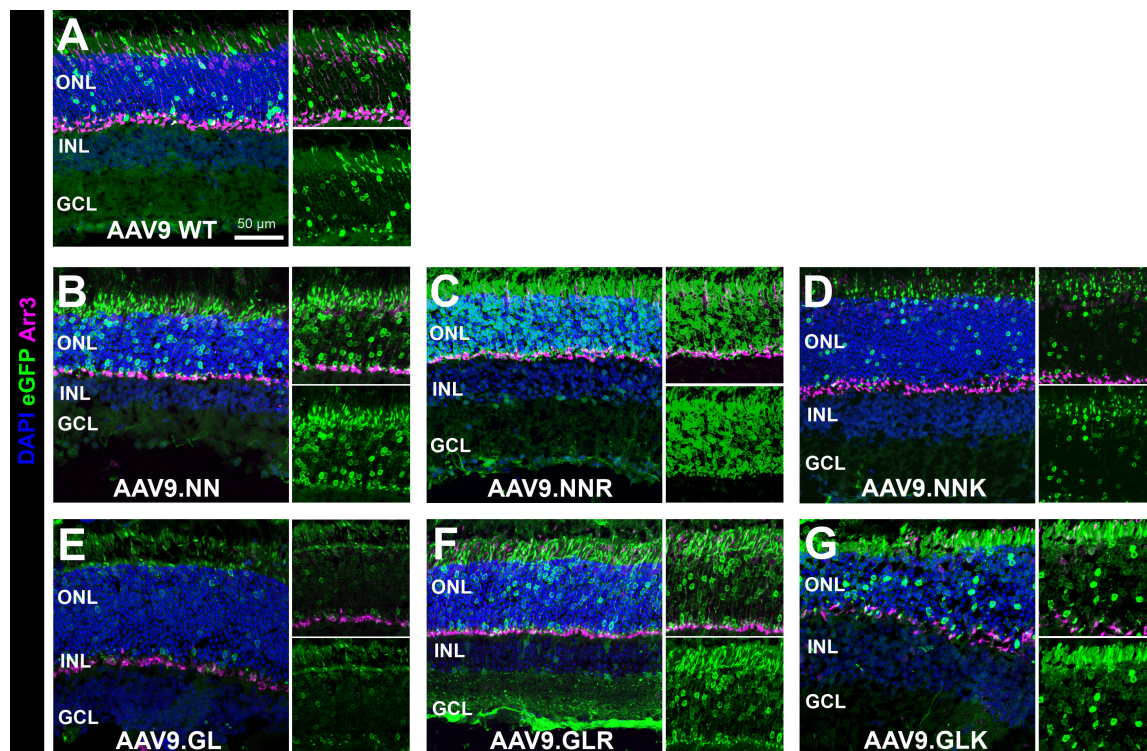 DAPI eGFP Arr3
A
ONL
INL
GCL
AAV9 WT
50 µm
B
ONL
INL
GCL
AAV9.NN
C
ONL
INL
GCL
AAV9.NNR
D
ONL
INL
GCL
AAV9.NNK
E
ONL
INL
GCL
AAV9.GL
F
ONL
INL
GCL
AAV9.GLR
G
ONL
INL
GCL
AAV9.GLK